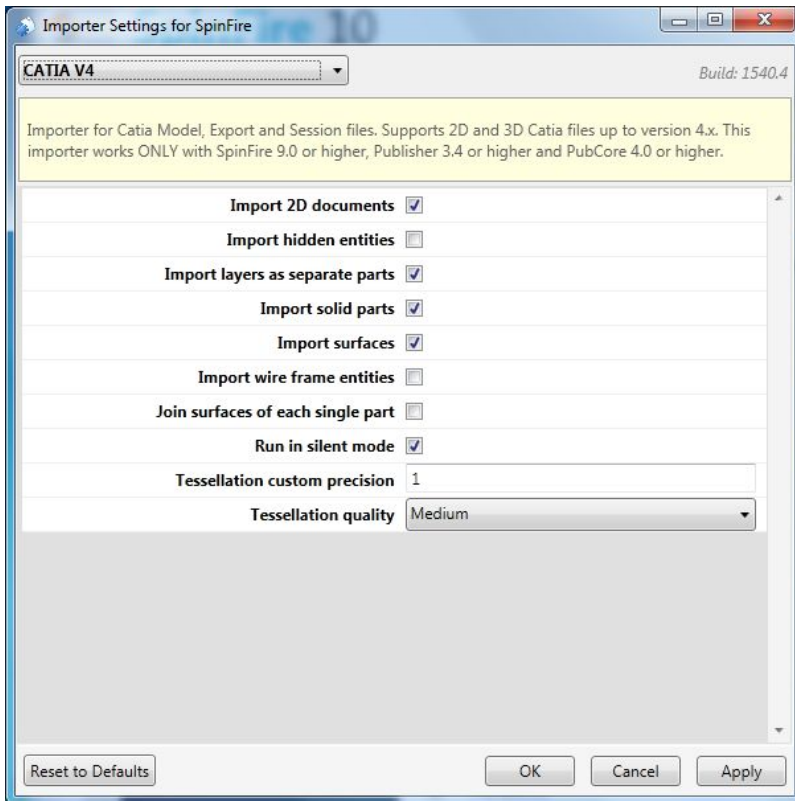 SpinFire 10
Importer Settings for SpinFire
CATIA V4
Build: 1540.4
Importer for Catia Model, Export and Session files. Supports 2D and 3D Catia files up to version 4.x. This
importer works ONLY with SpinFire 9.0 or higher, Publisher 3.4 or higher and PubCore 4.0 or higher.
Import 2D documents
Import hidden entities
Import layers as separate parts
Import solid parts
Import surfaces
Import wire frame entities
Join surfaces of each single part
Run in silent mode
Tessellation custom precision 1
Tessellation quality Medium
Reset to Defaults OK Cancel Apply